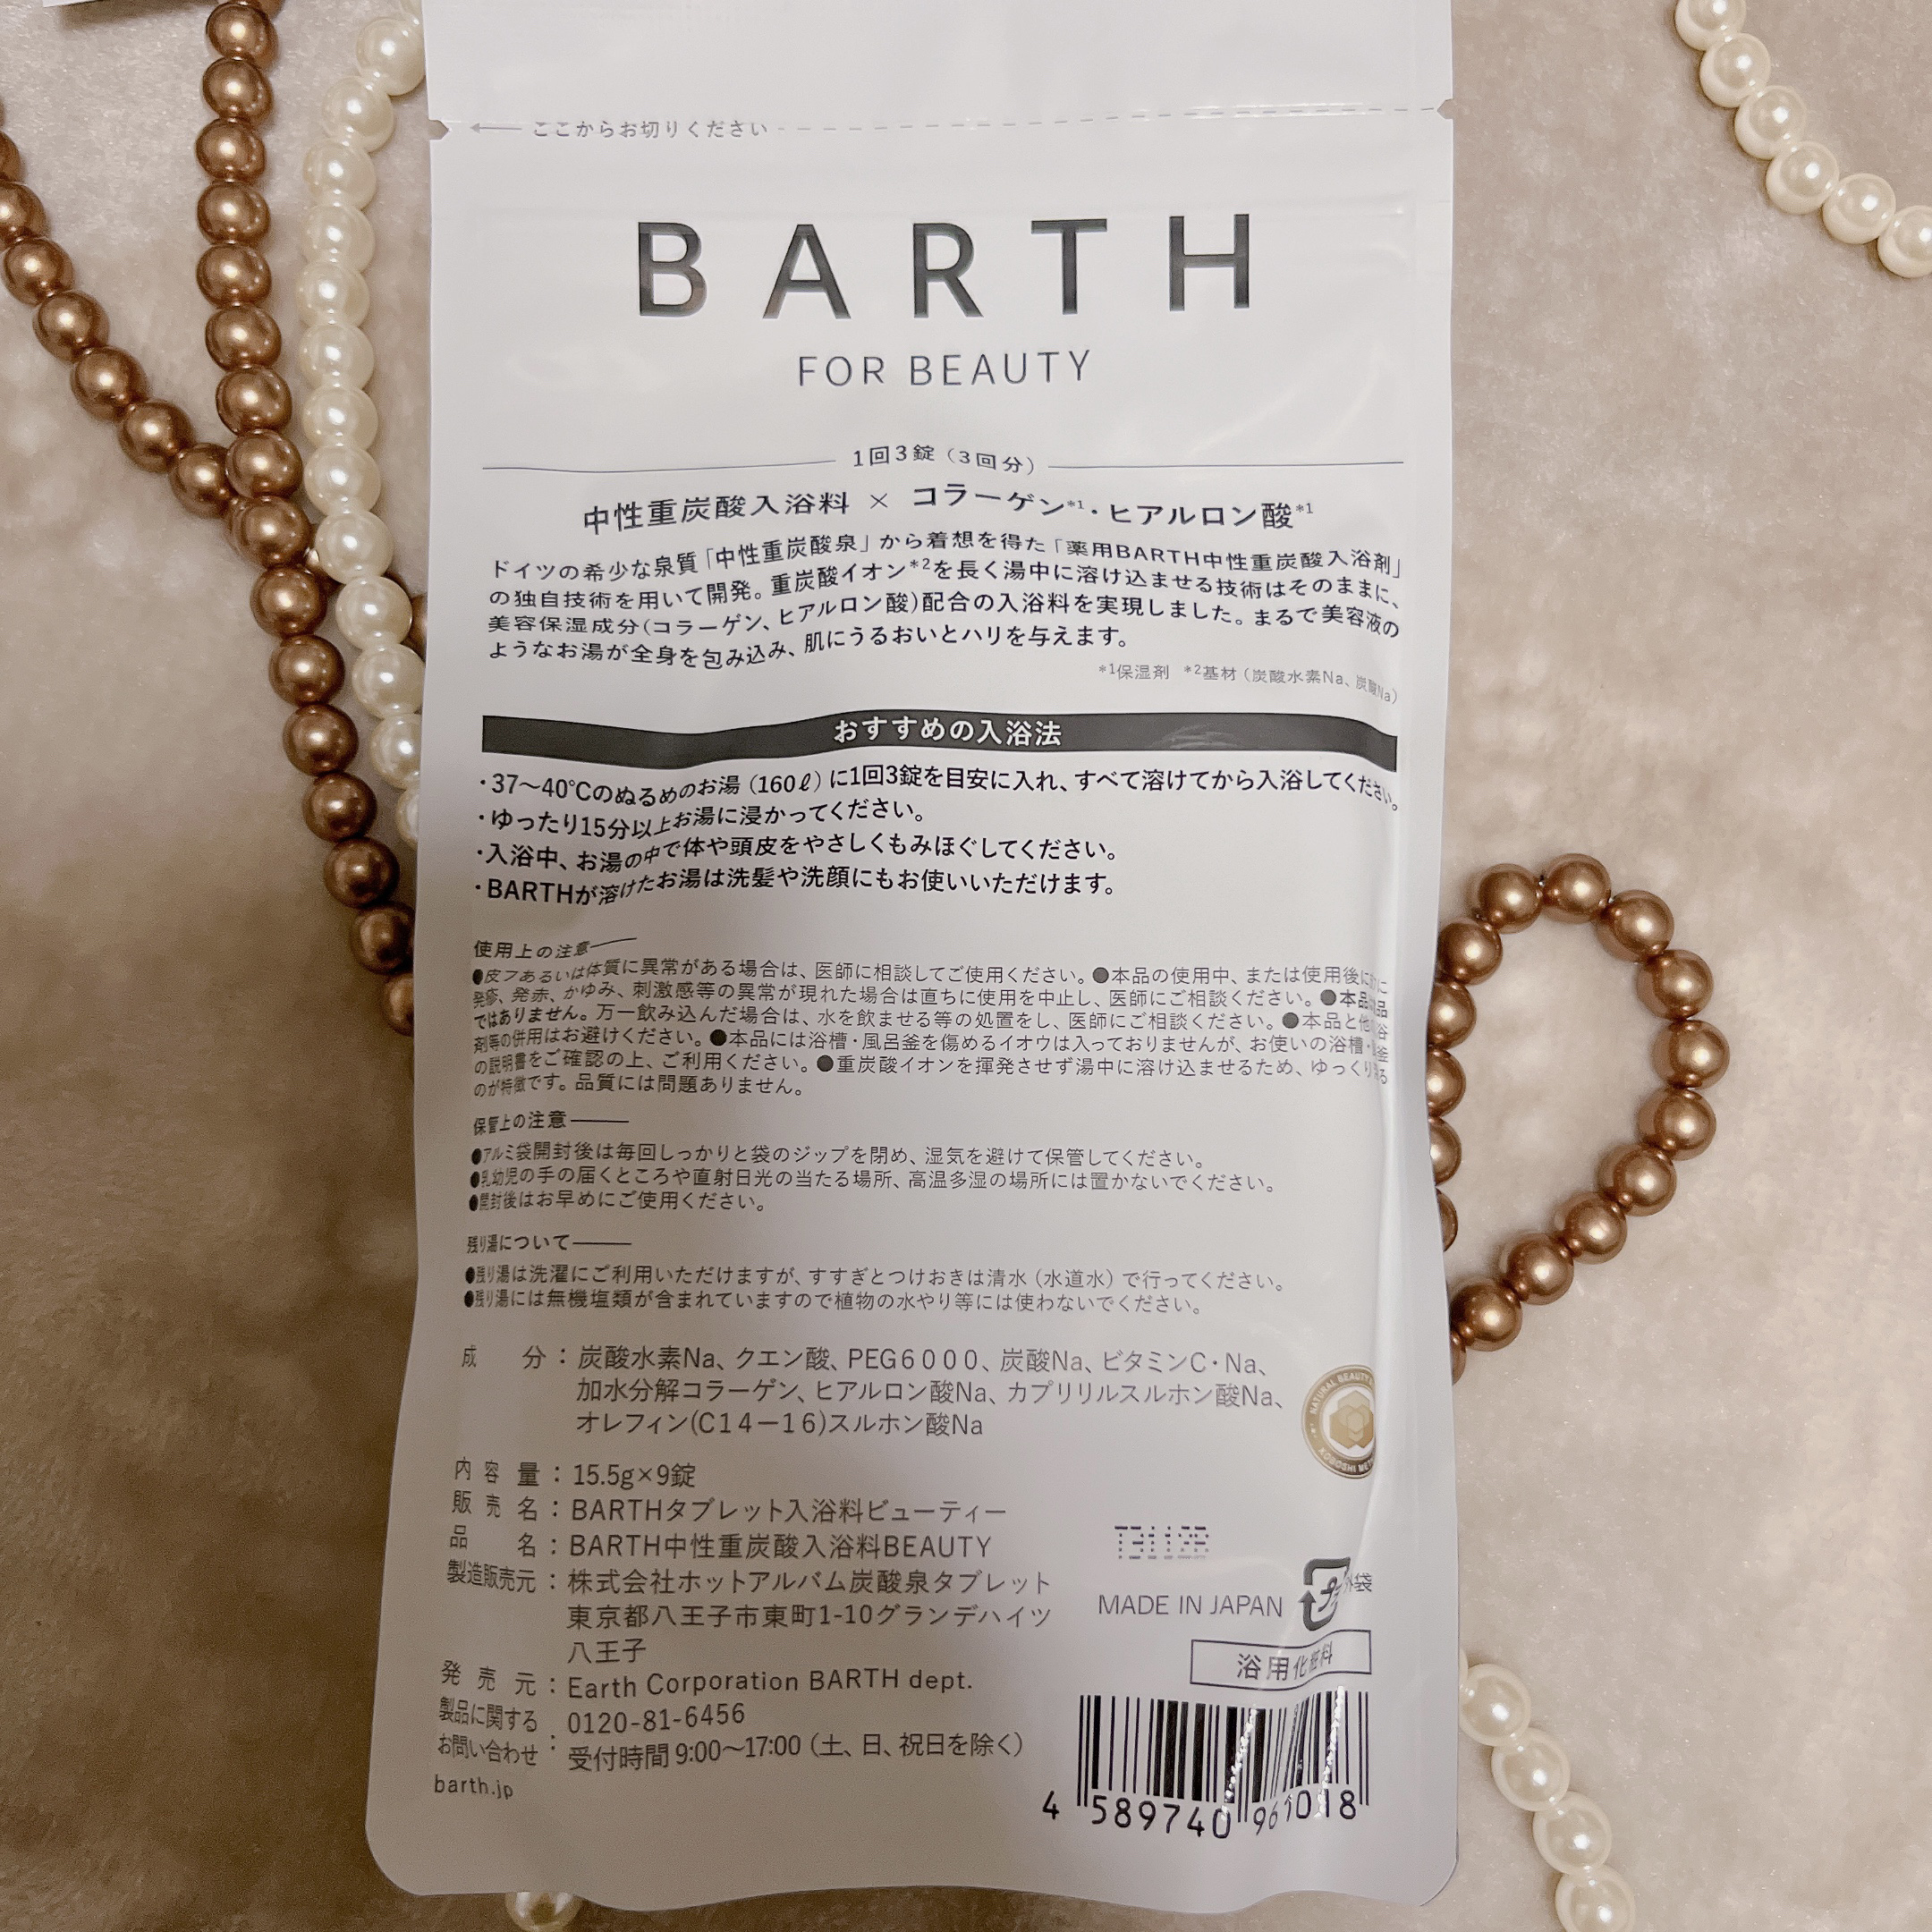 ここからお切りください
BARTH
FOR BEAUTY
1回3錠（3回分）
中性重炭酸入浴料 × コラーゲン*1・ヒアルロン酸*1
ドイツの希少な泉質「中性重炭酸泉」から着想を得た「薬用BARTH中性重炭酸入浴剤」
の独自技術を用いて開発。重炭酸イオン*2を長く湯中に溶け込ませる技術はそのままに、
美容保湿成分(コラーゲン、ヒアルロン酸)配合の入浴料を実現しました。まるで美容液の
ようなお湯が全身を包み込み、肌にうるおいとハリを与えます。
*1保湿剤 *2基材（炭酸水素Na、炭酸Na）
おすすめの入浴法
・37〜40℃のぬるめのお湯（160ℓ）に1回3錠を目安に入れ、すべて溶けてから入浴してください。
・ゆったり15分以上お湯に浸かってください。
・入浴中、お湯の中で体や頭皮をやさしくもみほぐしてください。
・BARTHが溶けたお湯は洗髪や洗顔にもお使いいただけます。
使用上の注意
●皮フあるいは体質に異常がある場合は、医師に相談してご使用ください。●本品の使用中、または使用後に
発疹、発赤、かゆみ、刺激感等の異常が現れた場合は直ちに使用を中止し、医師にご相談ください。●本品
ではありません。万一飲み込んだ場合は、水を飲ませる等の処置をし、医師にご相談ください。●本品と他
剤等の併用はお避けください。●本品には浴槽・風呂釜を傷めるイオウは入っておりませんが、お使いの浴槽・釜
の説明書をご確認の上、ご利用ください。●重炭酸イオンを揮発させず湯中に溶け込ませるため、ゆっくり
のが特徴です。品質には問題ありません。
保管上の注意
●アルミ袋開封後は毎回しっかりと袋のジップを閉め、湿気を避けて保管してください。
●乳幼児の手の届くところや直射日光の当たる場所、高温多湿の場所には置かないでください。
●開封後はお早めにご使用ください。
残り湯について
●残り湯は洗濯にご利用いただけますが、すすぎとつけおきは清水（水道水）で行ってください。
●残り湯には無機塩類が含まれていますので植物の水やり等には使わないでください。
成分：炭酸水素Na、クエン酸、PEG6000、炭酸Na、ビタミンC・Na、
加水分解コラーゲン、ヒアルロン酸Na、カプリリルスルホン酸Na、
オレフィン(C14ー16)スルホン酸Na
NATURAL BEAUTY
内容量：15.5g×9錠
販売名：BARTHタブレット入浴料ビューティー
品名：BARTH中性重炭酸入浴料BEAUTY
製造販売元：株式会社ホットアルバム炭酸泉タブレット
東京都八王子市東町1-10グランデハイツ
八王子
MADE IN JAPAN
外袋
浴用化粧料
発売元：Earth Corporation BARTH dept.
製品に関する
お問い合わせ：0120-81-6456
受付時間 9:00〜17:00（土、日、祝日を除く）
barth.jp
4 589740 961018